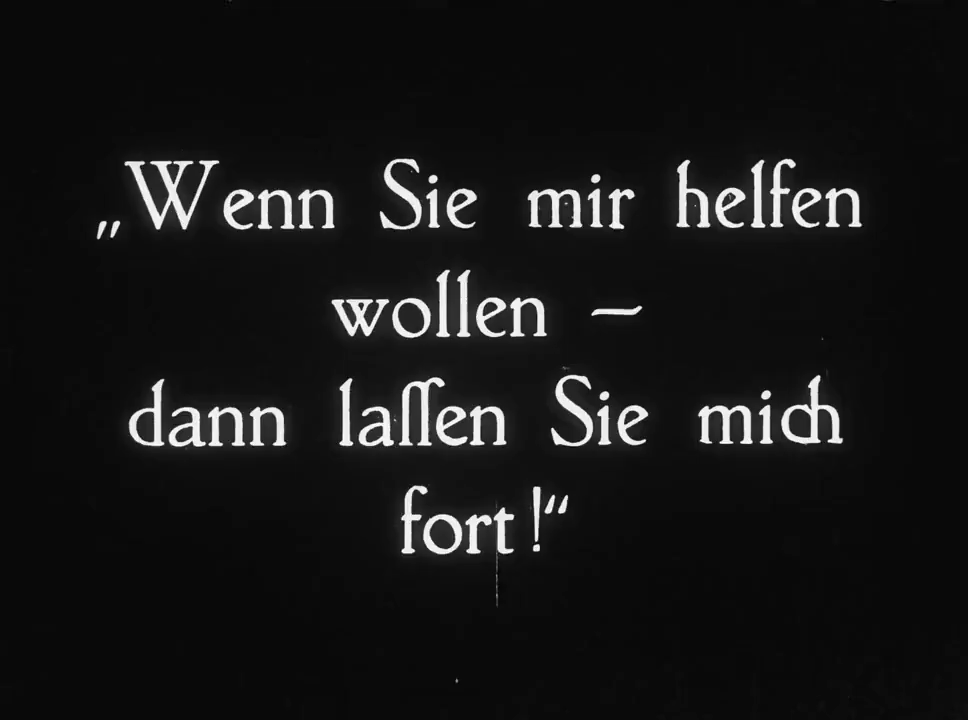 „Wenn Sie mir helfen
wollen —
dann laſſen Sie mich
fort!“